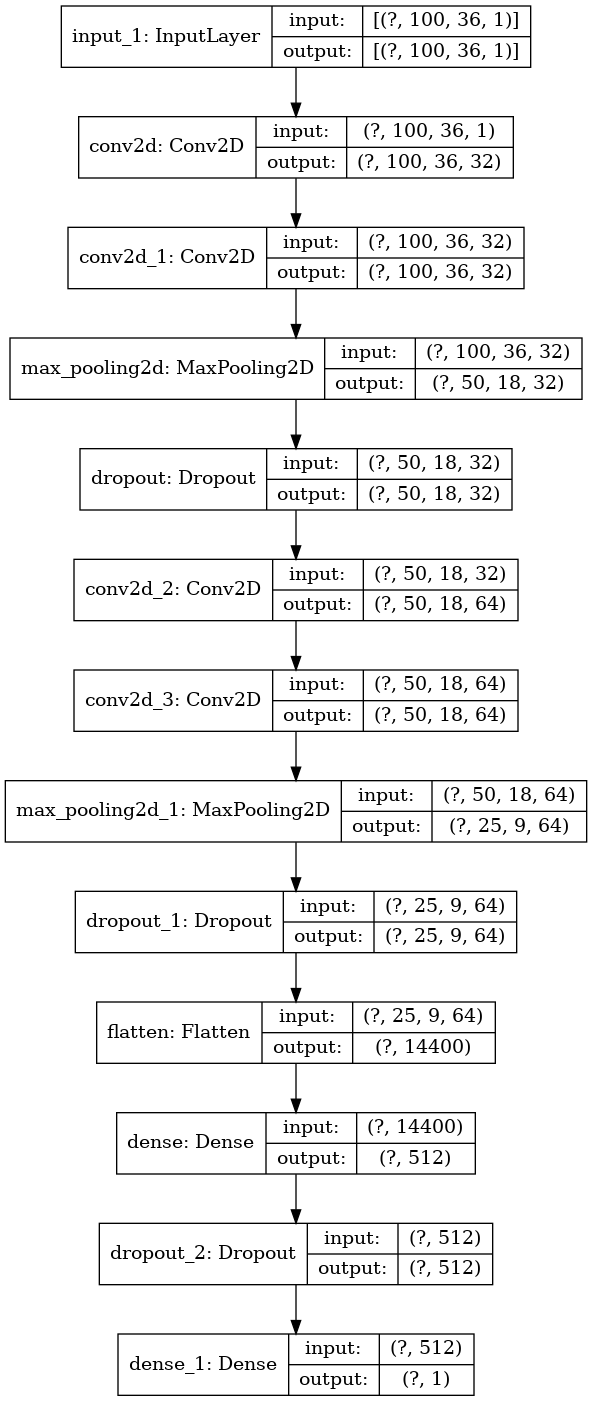 input_1: InputLayer
input: [(?, 100, 36, 1)]
output: [(?, 100, 36, 1)]
conv2d: Conv2D
input: (?, 100, 36, 1)
output: (?, 100, 36, 32)
conv2d_1: Conv2D
input: (?, 100, 36, 32)
output: (?, 100, 36, 32)
max_pooling2d: MaxPooling2D
input: (?, 100, 36, 32)
output: (?, 50, 18, 32)
dropout: Dropout
input: (?, 50, 18, 32)
output: (?, 50, 18, 32)
conv2d_2: Conv2D
input: (?, 50, 18, 32)
output: (?, 50, 18, 64)
conv2d_3: Conv2D
input: (?, 50, 18, 64)
output: (?, 50, 18, 64)
max_pooling2d_1: MaxPooling2D
input: (?, 50, 18, 64)
output: (?, 25, 9, 64)
dropout_1: Dropout
input: (?, 25, 9, 64)
output: (?, 25, 9, 64)
flatten: Flatten
input: (?, 25, 9, 64)
output: (?, 14400)
dense: Dense
input: (?, 14400)
output: (?, 512)
dropout_2: Dropout
input: (?, 512)
output: (?, 512)
dense_1: Dense
input: (?, 512)
output: (?, 1)